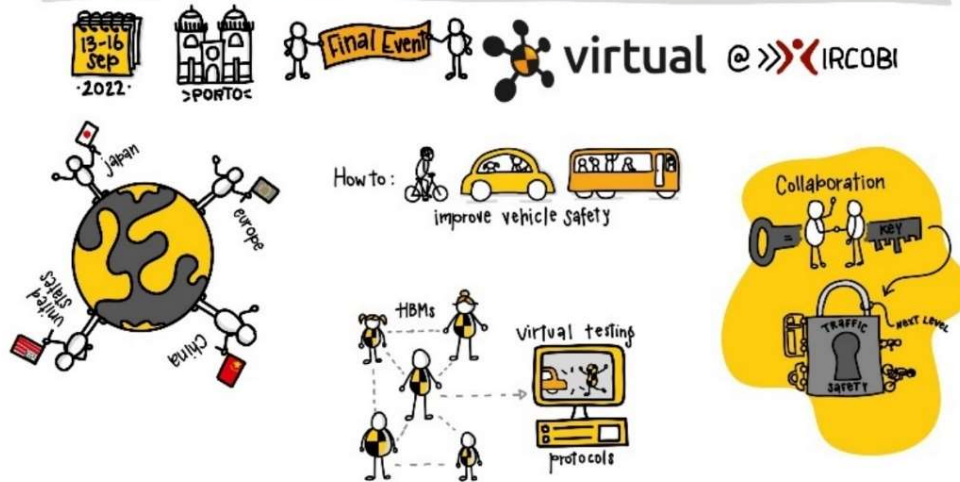 13-16
Sep
·2022·
>PORTO<
Final Event
virtual @ >>> IRCOBI
japan
europe
united
states
china
How to:
improve vehicle safety
HBMs
virtual testing
protocols
Collaboration
=
KEY
NEXT LEVEL
TRAFFIC
SAFETY